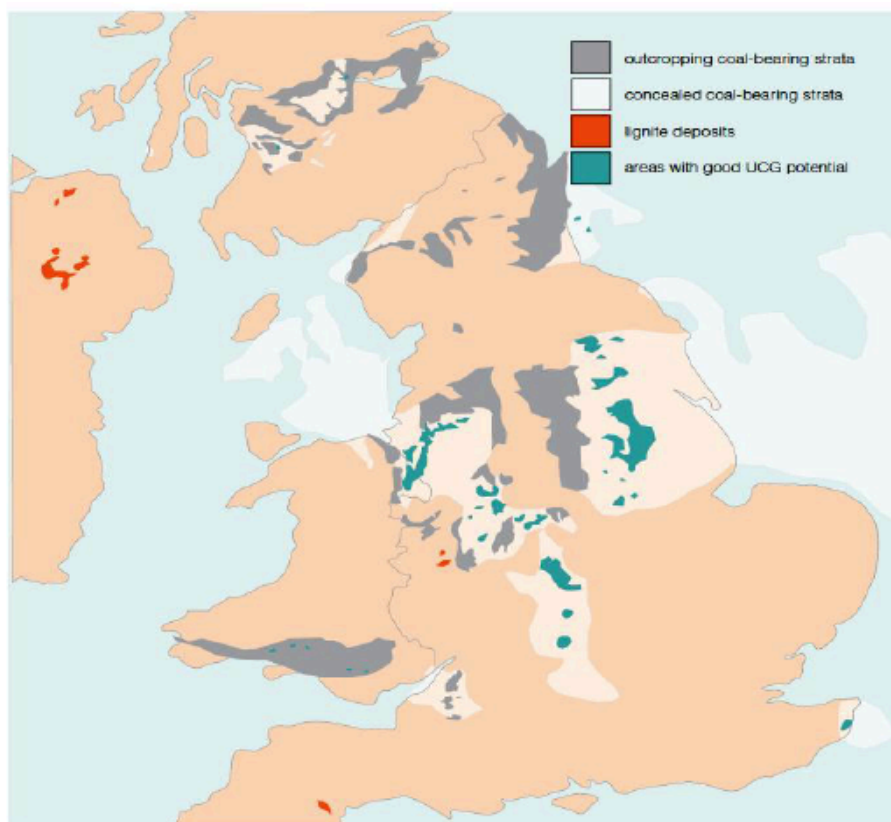 outcropping coal-bearing strata
concealed coal-bearing strata
lignite deposits
areas with good UCG potential